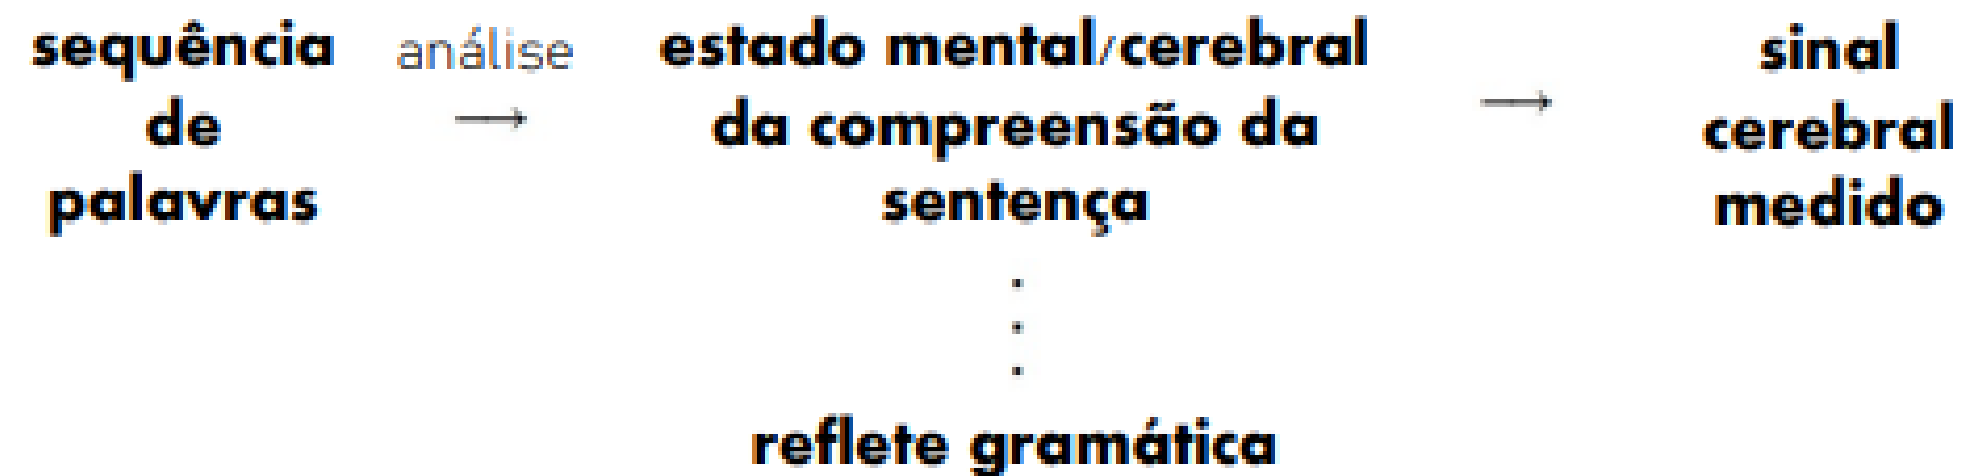 sequência
de
palavras
análise
→
estado mental/cerebral
da compreensão da
sentença
→
sinal
cerebral
medido
reflete gramática